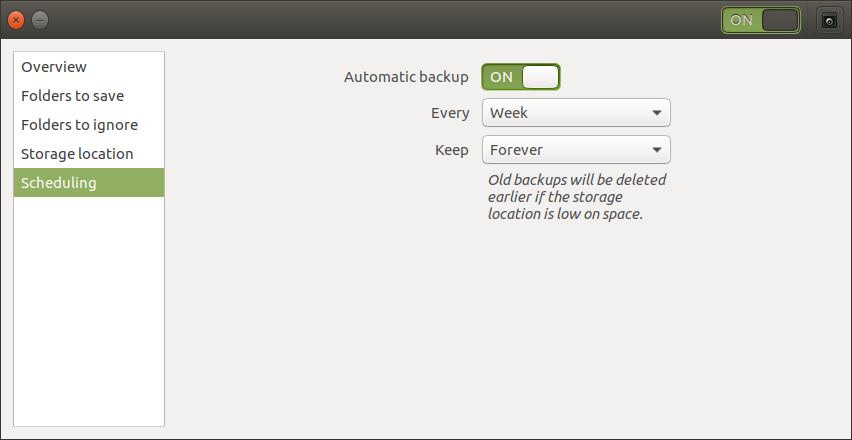 ON
Overview
Folders to save
Folders to ignore
Storage location
Scheduling
Automatic backup ON
Every Week
Keep Forever
Old backups will be deleted
earlier if the storage
location is low on space.